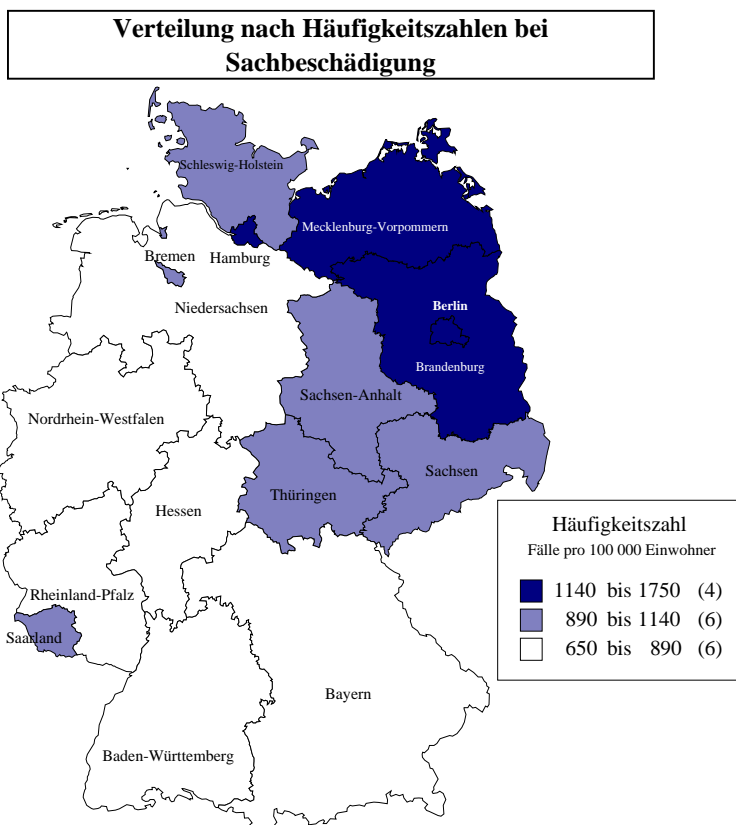 Verteilung nach Häufigkeitszahlen bei
Sachbeschädigung
Schleswig-Holstein
Mecklenburg-Vorpommern
Bremen
Hamburg
Niedersachsen
Berlin
Brandenburg
Sachsen-Anhalt
Nordrhein-Westfalen
Sachsen
Thüringen
Hessen
Rheinland-Pfalz
Saarland
Bayern
Baden-Württemberg
Häufigkeitszahl
Fälle pro 100 000 Einwohner
1140 bis 1750 (4)
890 bis 1140 (6)
650 bis 890 (6)